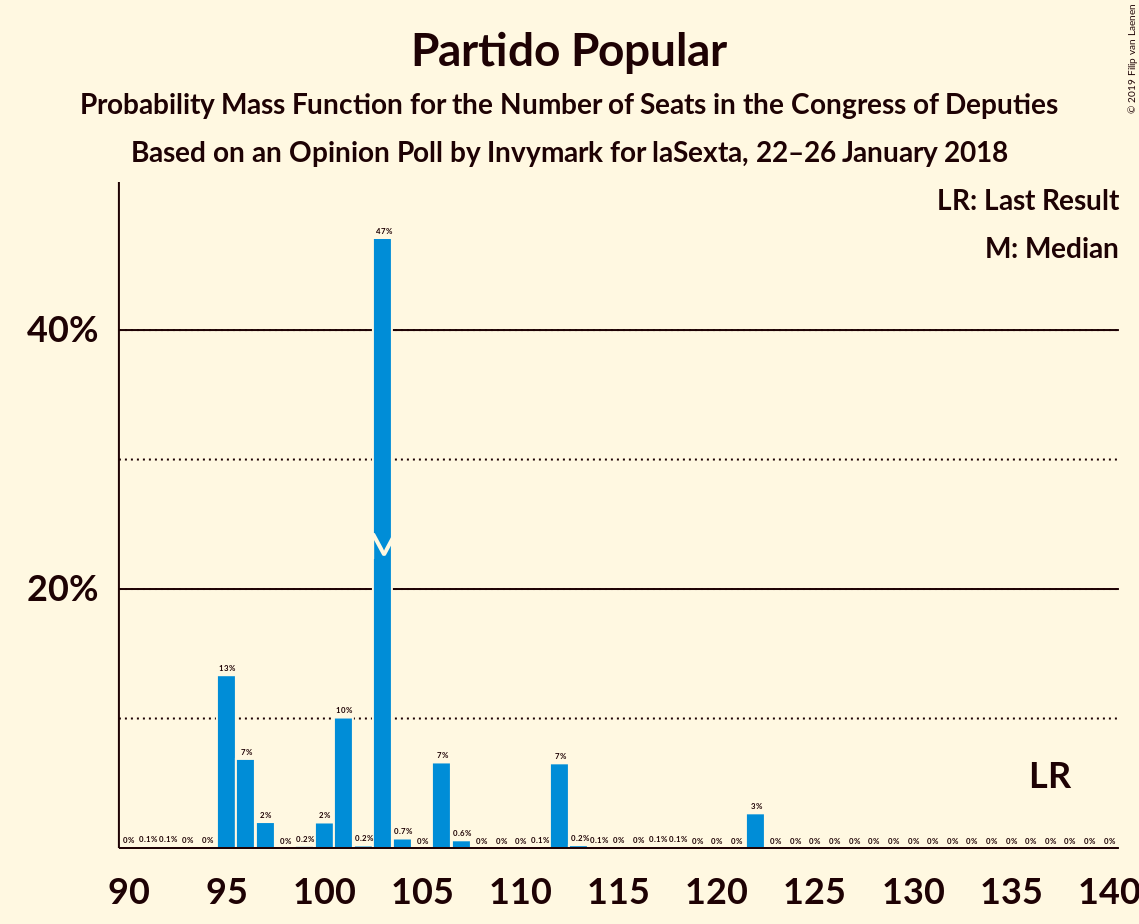 Partido Popular
Probability Mass Function for the Number of Seats in the Congress of Deputies
Based on an Opinion Poll by Invymark for laSexta, 22–26 January 2018
© 2019 Filip van Laenen
LR: Last Result
M: Median
40%
20%
47%
13%
7%
2%
2%
10%
7%
7%
3%
0% 0.1% 0.1% 0% 0% 0% 0.2% 0.2% 0.7% 0% 0.6% 0% 0% 0% 0.1% 0.2% 0.1% 0% 0% 0.1% 0.1% 0% 0% 0% 0% 0% 0% 0% 0% 0% 0% 0% 0% 0% 0% 0% 0% 0% 0% 0% 0%
M
LR
90 95 100 105 110 115 120 125 130 135 140